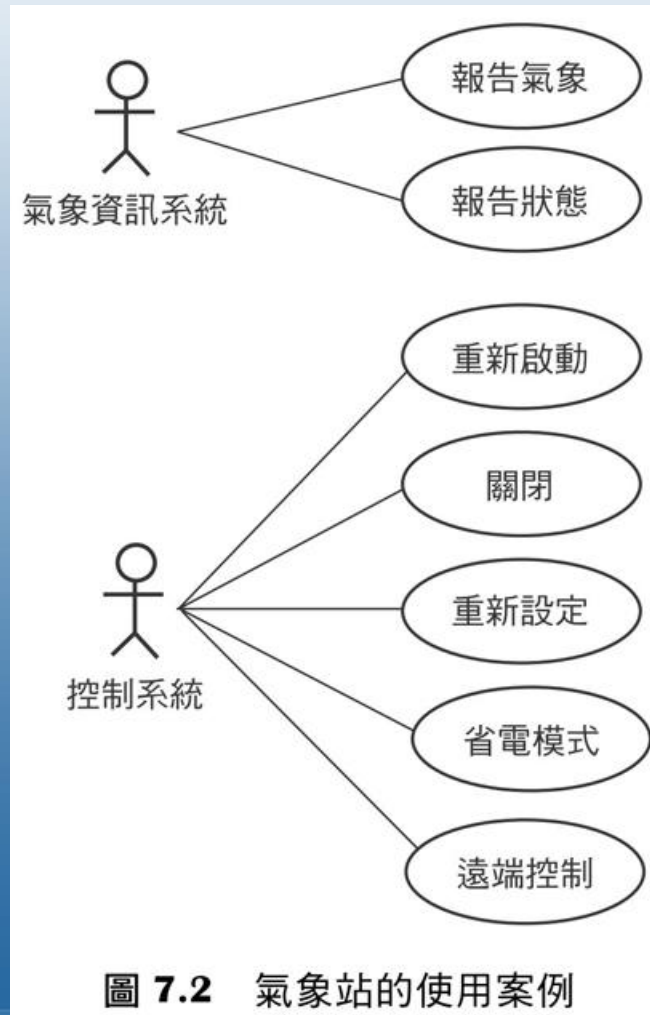 報告氣象
報告狀態
氣象資訊系統
重新啟動
關閉
重新設定
省電模式
控制系統
遠端控制
圖 7.2 氣象站的使用案例